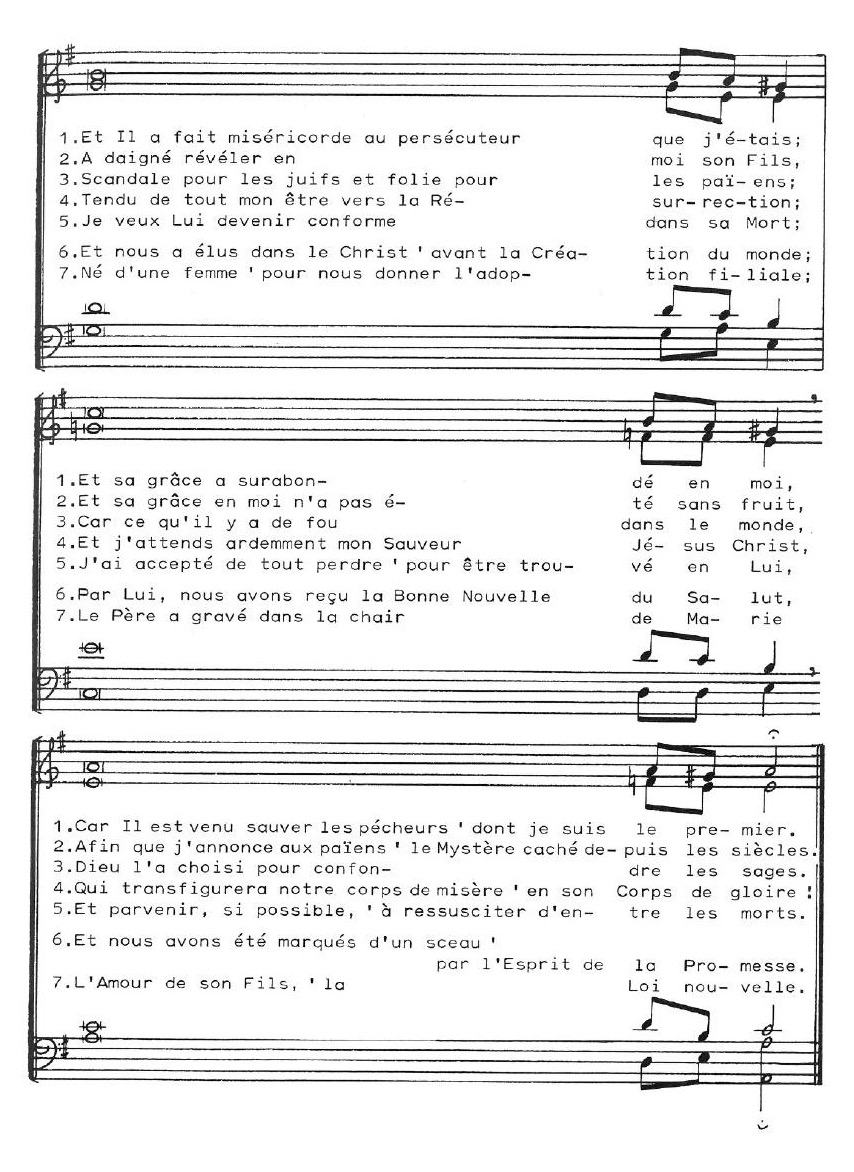 1.Et Il a fait miséricorde au persécuteur que j'é-tais;
2.A daigné révéler en moi son Fils,
3.Scandale pour les juifs et folie pour les paï-ens;
4.Tendu de tout mon être vers la Ré- sur-rec-tion;
5.Je veux Lui devenir conforme dans sa Mort;
6.Et nous a élus dans le Christ ' avant la Créa- tion du monde;
7.Né d'une femme ' pour nous donner l'adop- tion fi-liale;
1.Et sa grâce a surabon- dé en moi,
2.Et sa grâce en moi n'a pas é- té sans fruit,
3.Car ce qu'il y a de fou dans le monde,
4.Et j'attends ardemment mon Sauveur Jé- sus Christ,
5.J'ai accepté de tout perdre ' pour être trou- vé en Lui,
6.Par Lui, nous avons reçu la Bonne Nouvelle du Sa- lut,
7.Le Père a gravé dans la chair de Ma- rie
1.Car Il est venu sauver les pécheurs ' dont je suis le pre- mier.
2.Afin que j'annonce aux païens ' le Mystère caché de- puis les siècles.
3.Dieu l'a choisi pour confon- dre les sages.
4.Qui transfigurera notre corps de misère ' en son Corps de gloire !
5.Et parvenir, si possible, ' à ressusciter d'en- tre les morts.
6.Et nous avons été marqués d'un sceau '
par l'Esprit de la Pro- messe.
7.L'Amour de son Fils, ' la Loi nou- velle.